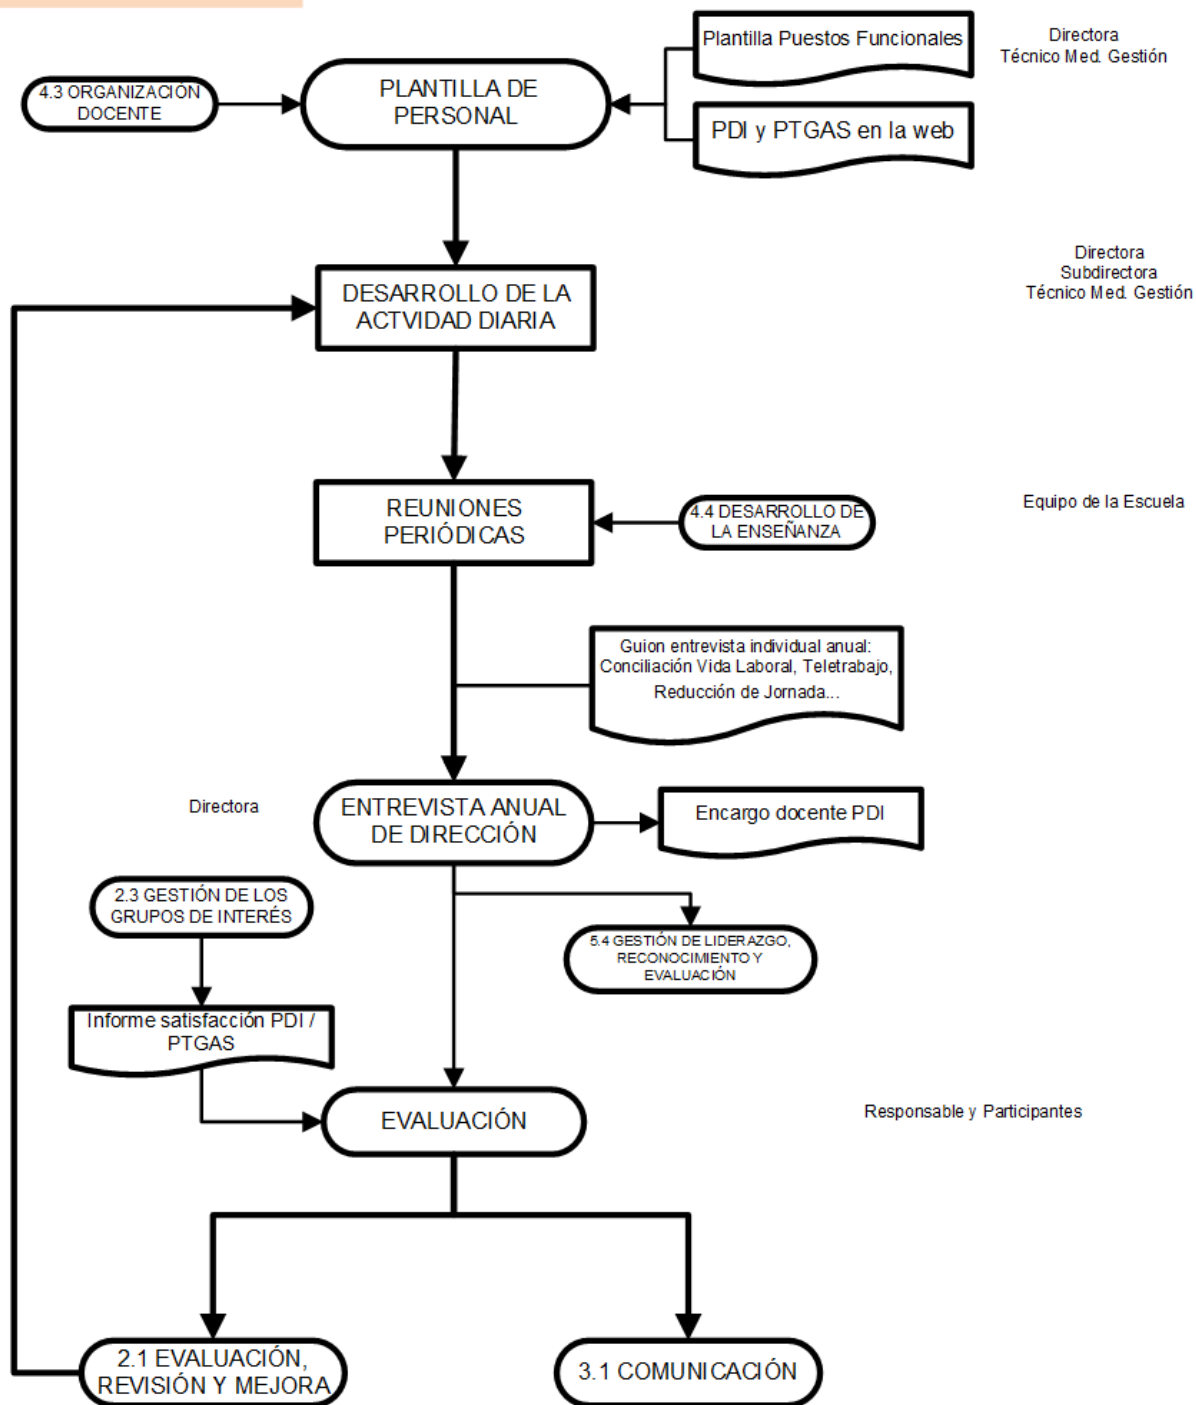 Plantilla Puestos Funcionales
Directora
Técnico Med. Gestión
4.3 ORGANIZACIÓN
DOCENTE
PLANTILLA DE
PERSONAL
PDI y PTGAS en la web
Directora
Subdirectora
Técnico Med. Gestión
DESARROLLO DE LA
ACTVIDAD DIARIA
REUNIONES
PERIÓDICAS
4.4 DESARROLLO DE
LA ENSEÑANZA
Equipo de la Escuela
Guion entrevista individual anual:
Conciliación Vida Laboral, Teletrabajo,
Reducción de Jornada...
Directora
ENTREVISTA ANUAL
DE DIRECCIÓN
Encargo docente PDI
2.3 GESTIÓN DE LOS
GRUPOS DE INTERÉS
5.4 GESTIÓN DE LIDERAZGO,
RECONOCIMIENTO Y
EVALUACIÓN
Informe satisfacción PDI /
PTGAS
EVALUACIÓN
Responsable y Participantes
2.1 EVALUACIÓN,
REVISIÓN Y MEJORA
3.1 COMUNICACIÓN